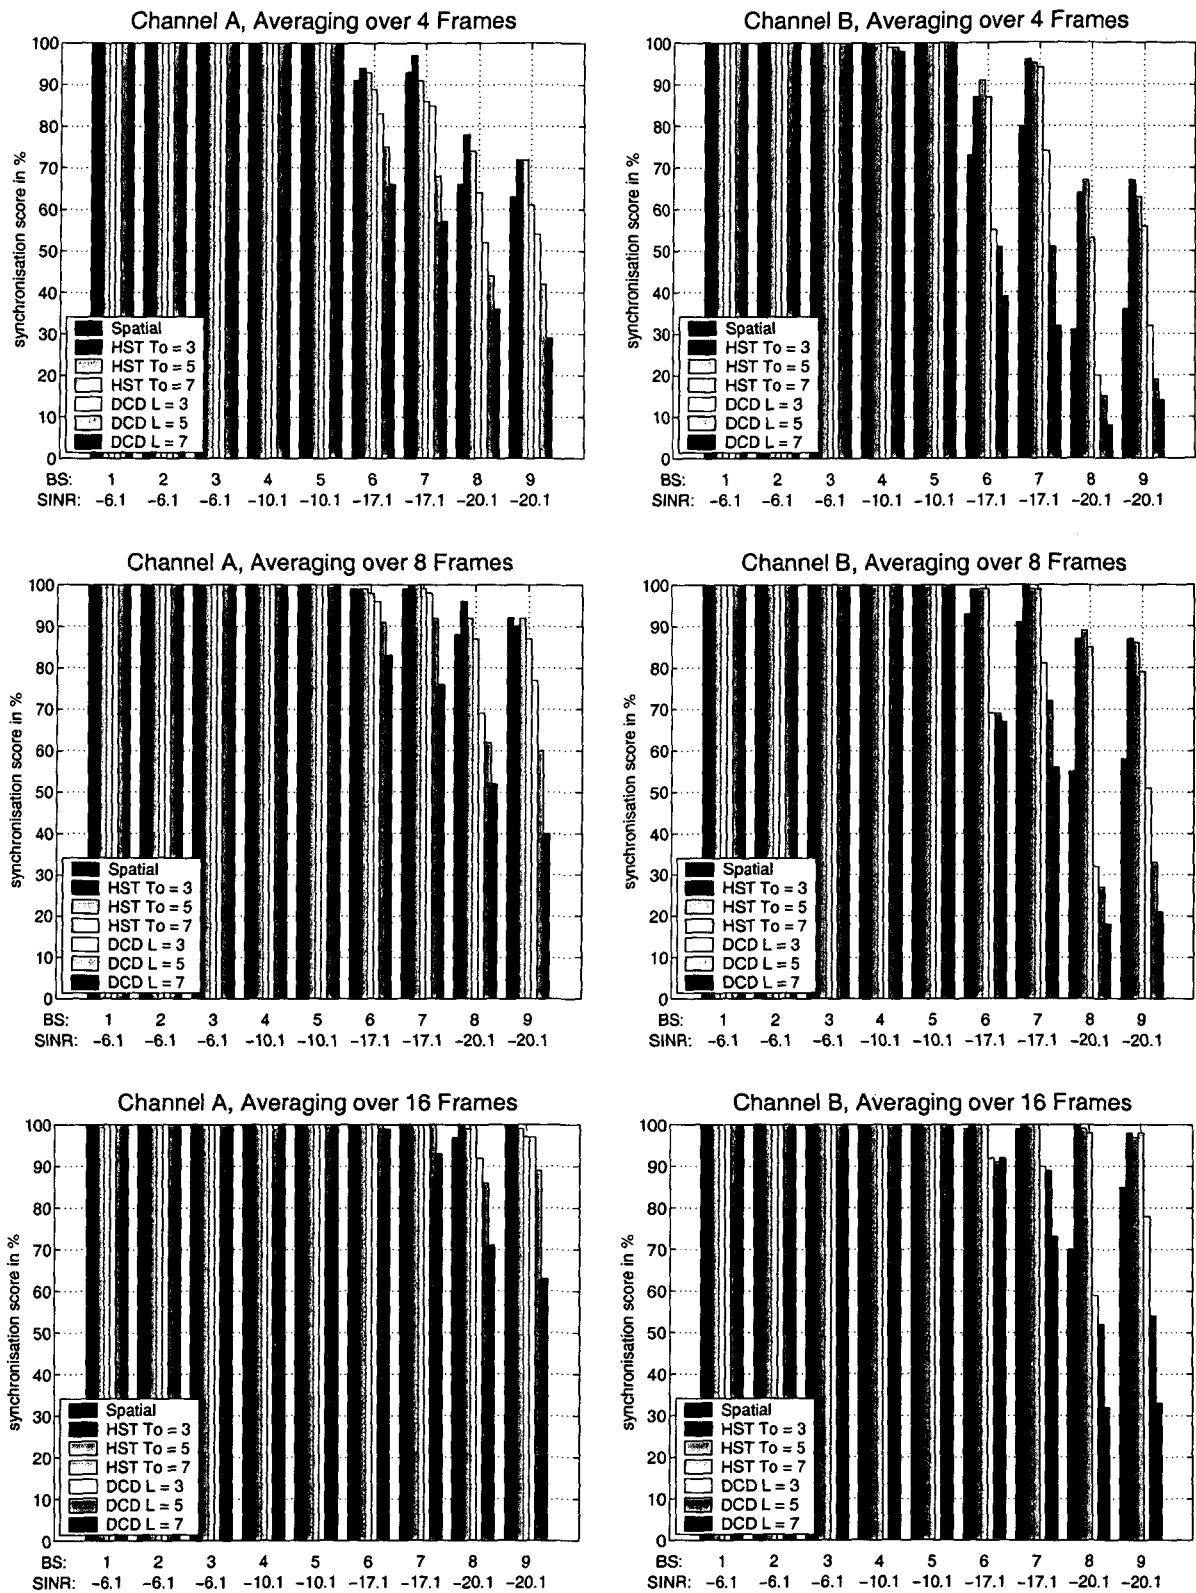 Channel A, Averaging over 4 Frames
synchronisation score in %
100
90
80
70
60
50
40
30
20
10
0
Spatial
HST To = 3
HST To = 5
HST To = 7
DCD L = 3
DCD L = 5
DCD L = 7
BS: 1 2 3 4 5 6 7 8 9
SINR: -6.1 -6.1 -6.1 -10.1 -10.1 -17.1 -17.1 -20.1 -20.1
Channel B, Averaging over 4 Frames
synchronisation score in %
100
90
80
70
60
50
40
30
20
10
0
Spatial
HST To = 3
HST To = 5
HST To = 7
DCD L = 3
DCD L = 5
DCD L = 7
BS: 1 2 3 4 5 6 7 8 9
SINR: -6.1 -6.1 -6.1 -10.1 -10.1 -17.1 -17.1 -20.1 -20.1
Channel A, Averaging over 8 Frames
synchronisation score in %
100
90
80
70
60
50
40
30
20
10
0
Spatial
HST To = 3
HST To = 5
HST To = 7
DCD L = 3
DCD L = 5
DCD L = 7
BS: 1 2 3 4 5 6 7 8 9
SINR: -6.1 -6.1 -6.1 -10.1 -10.1 -17.1 -17.1 -20.1 -20.1
Channel B, Averaging over 8 Frames
synchronisation score in %
100
90
80
70
60
50
40
30
20
10
0
Spatial
HST To = 3
HST To = 5
HST To = 7
DCD L = 3
DCD L = 5
DCD L = 7
BS: 1 2 3 4 5 6 7 8 9
SINR: -6.1 -6.1 -6.1 -10.1 -10.1 -17.1 -17.1 -20.1 -20.1
Channel A, Averaging over 16 Frames
synchronisation score in %
100
90
80
70
60
50
40
30
20
10
0
Spatial
HST To = 3
HST To = 5
HST To = 7
DCD L = 3
DCD L = 5
DCD L = 7
BS: 1 2 3 4 5 6 7 8 9
SINR: -6.1 -6.1 -6.1 -10.1 -10.1 -17.1 -17.1 -20.1 -20.1
Channel B, Averaging over 16 Frames
synchronisation score in %
100
90
80
70
60
50
40
30
20
10
0
Spatial
HST To = 3
HST To = 5
HST To = 7
DCD L = 3
DCD L = 5
DCD L = 7
BS: 1 2 3 4 5 6 7 8 9
SINR: -6.1 -6.1 -6.1 -10.1 -10.1 -17.1 -17.1 -20.1 -20.1